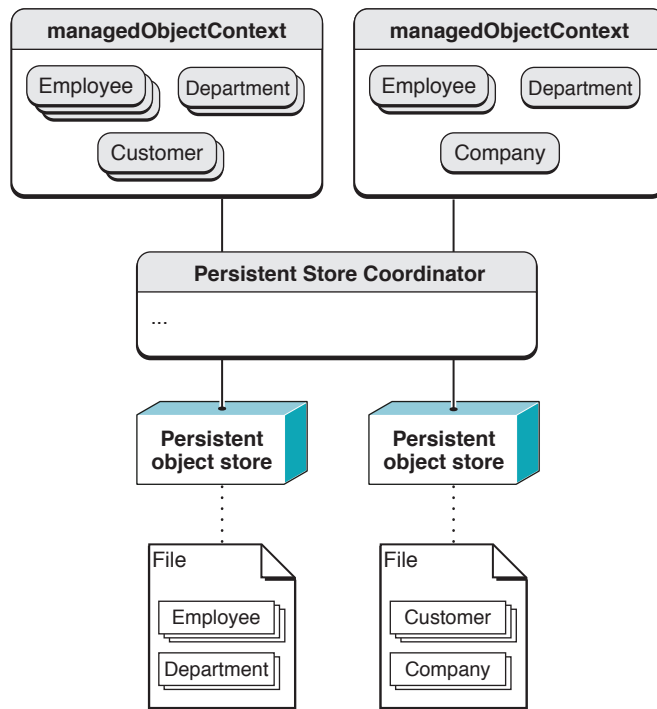 managedObjectContext
Employee
Department
Customer
managedObjectContext
Employee
Department
Company
Persistent Store Coordinator
...
Persistent
object store
Persistent
object store
File
Employee
Department
File
Customer
Company